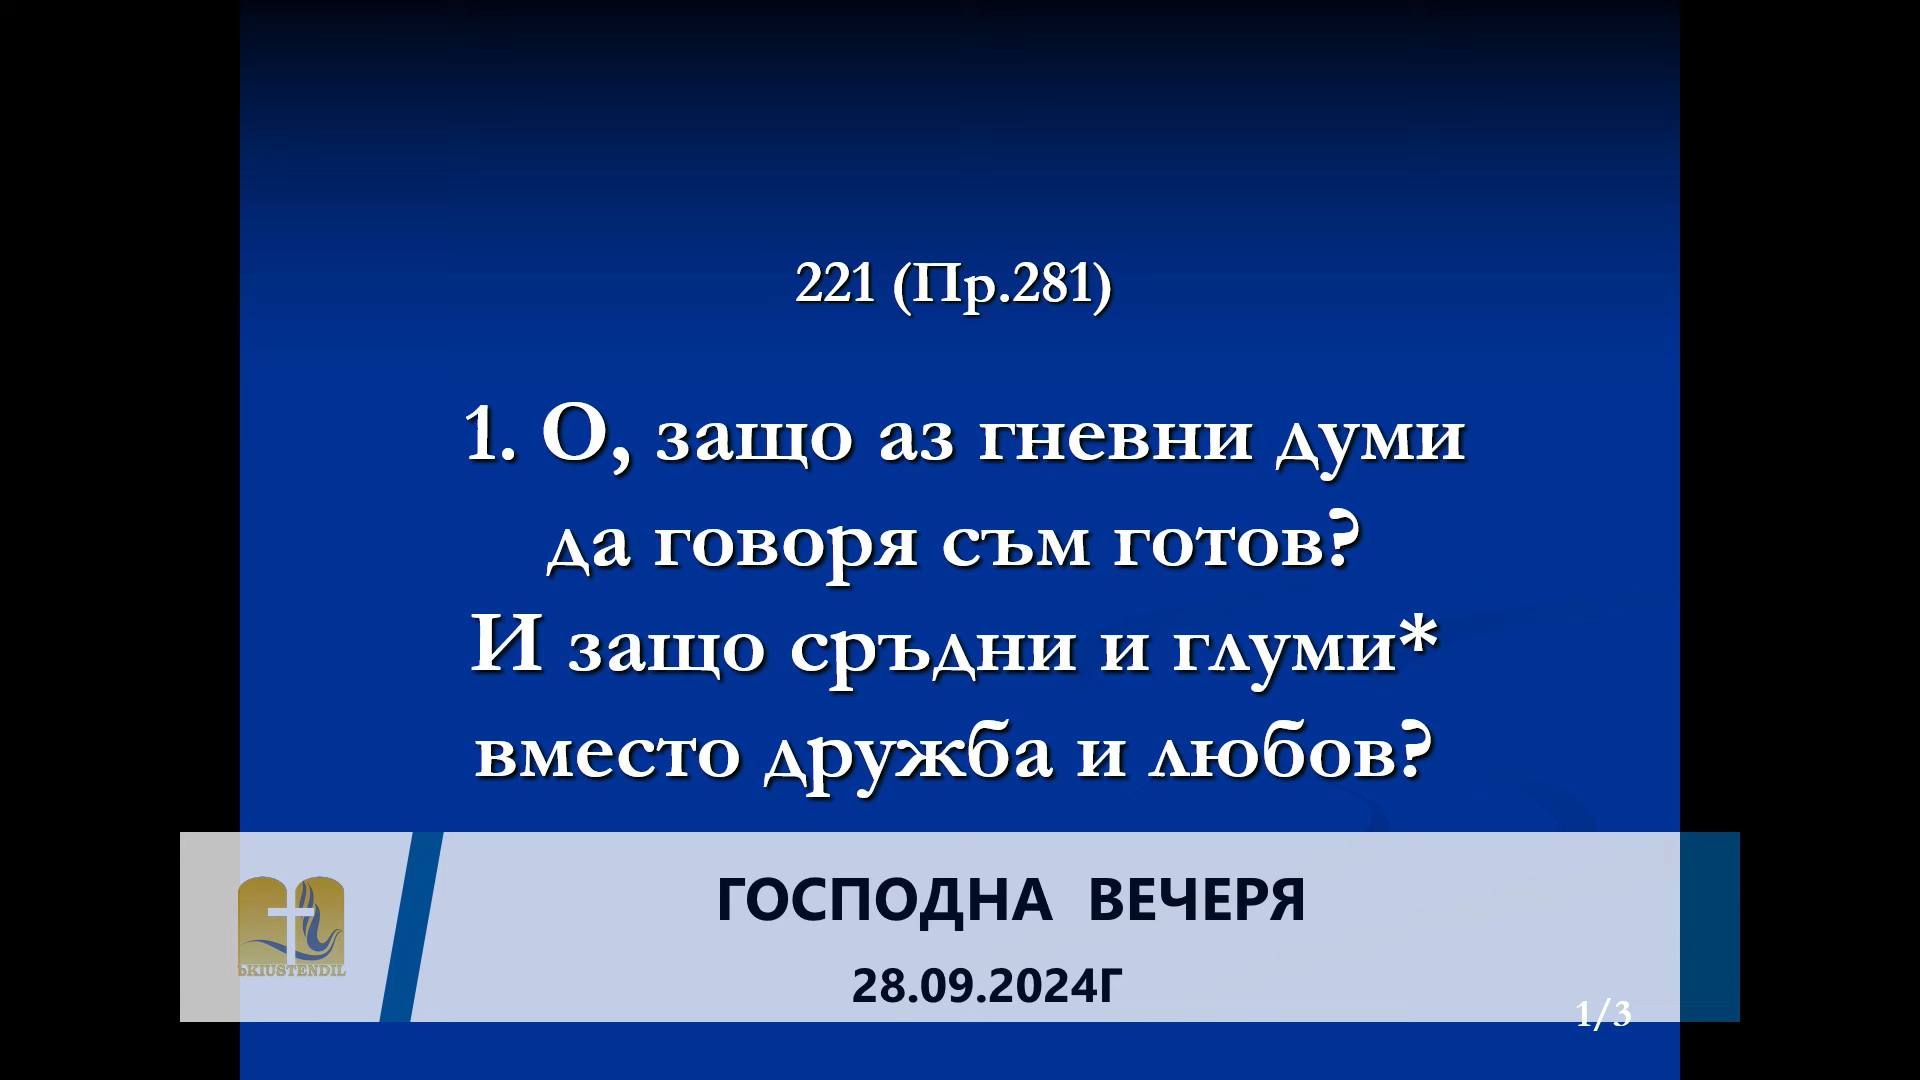 221 (Пр.281)
1. О, защо аз гневни думи
да говоря съм готов?
И защо сръдни и глуми*
вместо дружба и любов?
ГОСПОДНА ВЕЧЕРЯ
28.09.2024Г
ЪKIUSTENDIL
1/3